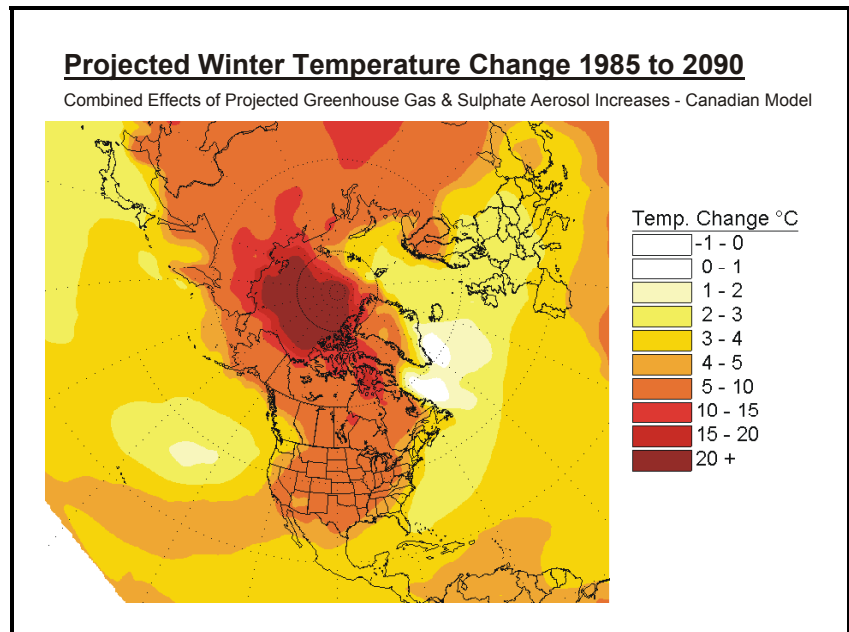 Projected Winter Temperature Change 1985 to 2090
Combined Effects of Projected Greenhouse Gas & Sulphate Aerosol Increases - Canadian Model
Temp. Change °C
-1 - 0
0 - 1
1 - 2
2 - 3
3 - 4
4 - 5
5 - 10
10 - 15
15 - 20
20 +